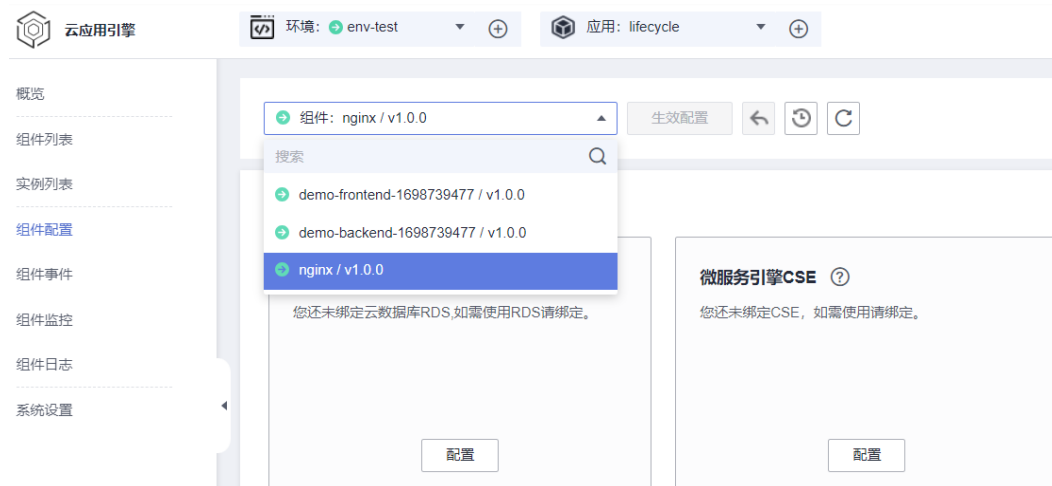 云应用引擎
环境： env-test
应用：lifecycle
概览
组件列表
实例列表
组件配置
组件事件
组件监控
组件日志
系统设置
组件：nginx / v1.0.0
生效配置
搜索
demo-frontend-1698739477 / v1.0.0
demo-backend-1698739477 / v1.0.0
nginx / v1.0.0
您还未绑定云数据库RDS,如需使用RDS请绑定。
配置
微服务引擎CSE ?
您还未绑定CSE，如需使用请绑定。
配置